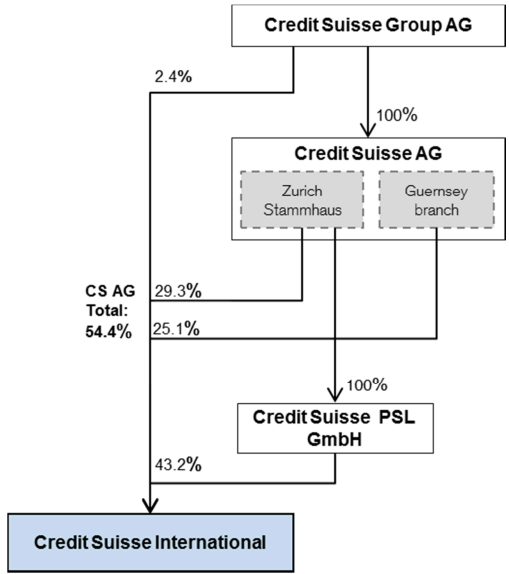 Credit Suisse Group AG
2.4%
100%
Credit Suisse AG
Zurich
Stammhaus
Guernsey
branch
CS AG
Total:
54.4%
29.3%
25.1%
100%
Credit Suisse PSL
GmbH
43.2%
Credit Suisse International